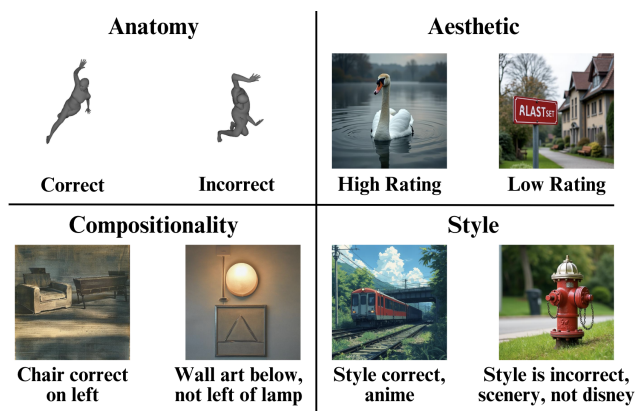 Anatomy
Aesthetic
Correct
Incorrect
ALAST SET
High Rating
Low Rating
Compositionality
Style
Chair correct
on left
Wall art below,
not left of lamp
Style correct,
anime
Style is incorrect,
scenery, not disney